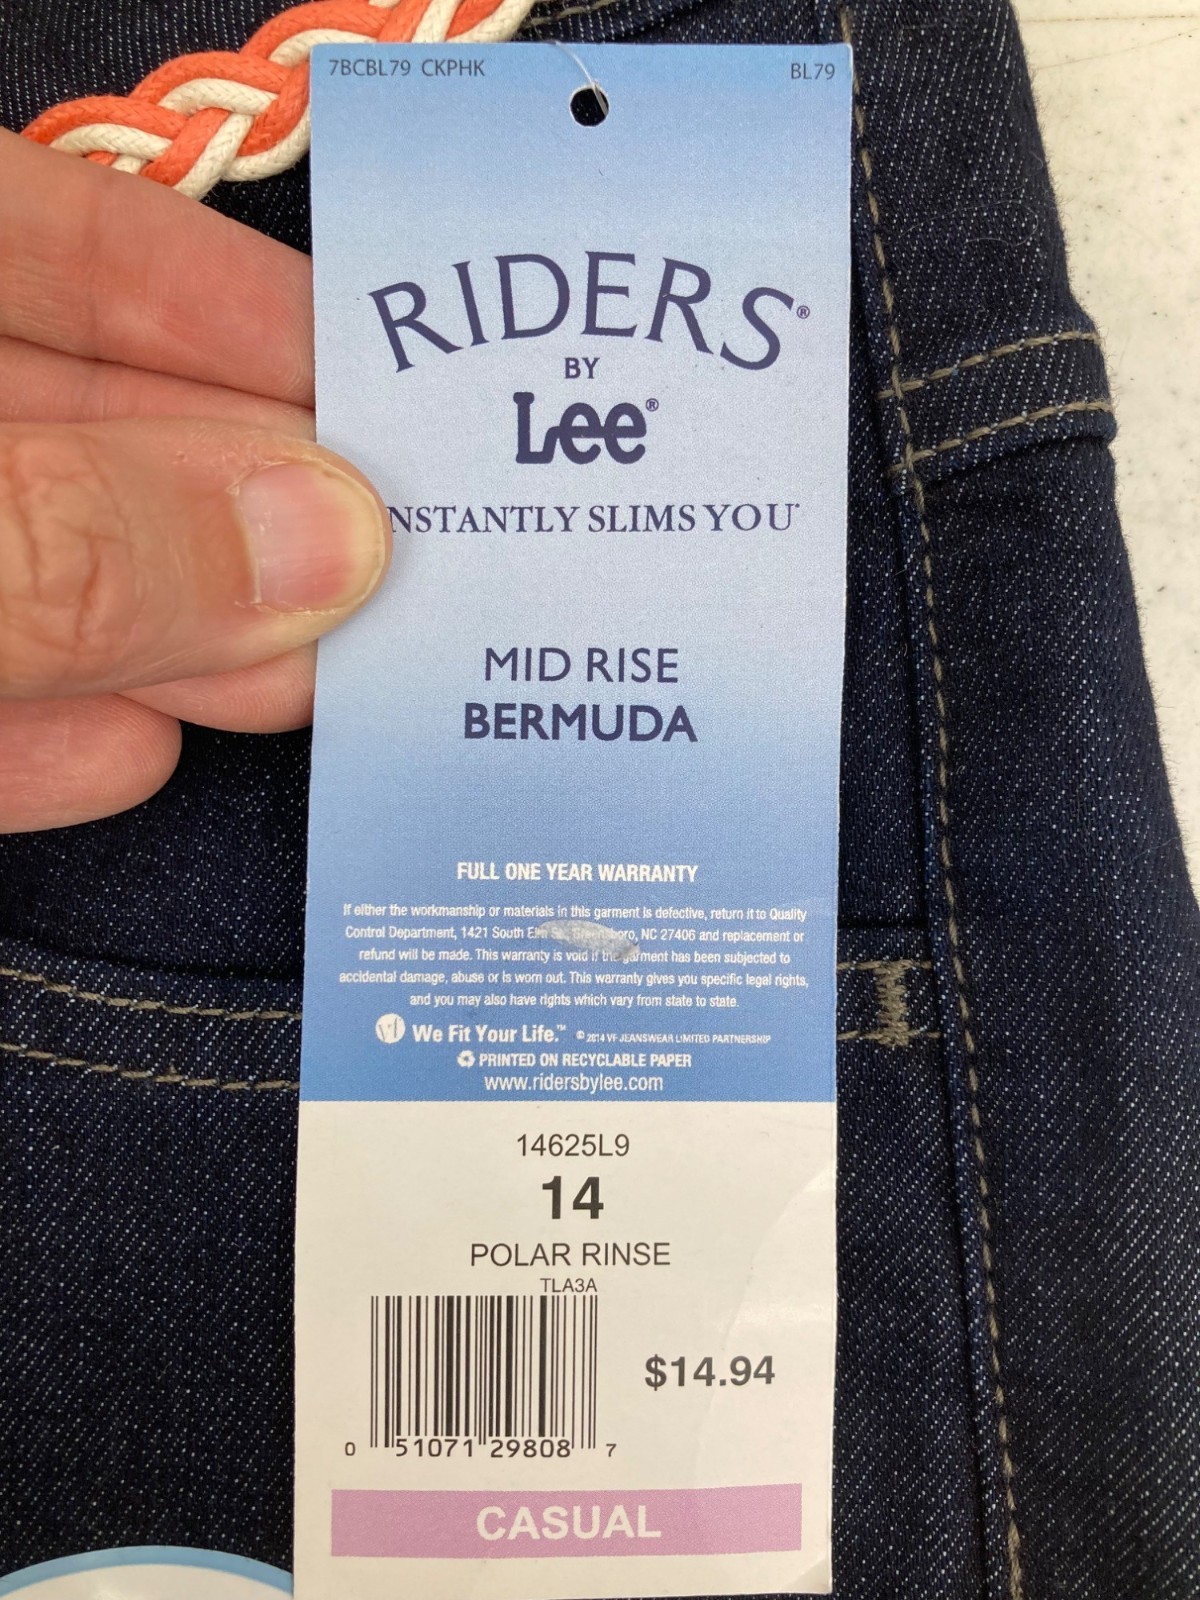 7BCBL79 CKPHK
BL79
RIDERS®
BY
Lee®
NSTANTLY SLIMS YOU
MID RISE
BERMUDA
FULL ONE YEAR WARRANTY
If either the workmanship or materials in this garment is defective, return it to Quality
Control Department, 1421 South Greensboro, NC 27406 and replacement or
refund will be made. This warranty is void if the garment has been subjected to
accidental damage, abuse or is worn out. This warranty gives you specific legal rights,
and you may also have rights which vary from state to state.
We Fit Your Life.™ © 2014 VF JEANSWEAR LIMITED PARTNERSHIP
PRINTED ON RECYCLABLE PAPER
www.ridersbylee.com
14625L9
14
POLAR RINSE
TLA3A
$14.94
0 51071 29808 7
CASUAL